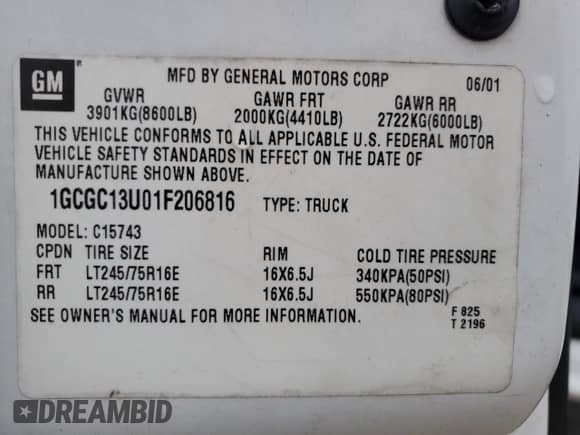 GM ® MFD BY GENERAL MOTORS CORP 06/01
GVWR GAWR FRT GAWR RR
3901KG(8600LB) 2000KG(4410LB) 2722KG(6000LB)
THIS VEHICLE CONFORMS TO ALL APPLICABLE U.S. FEDERAL MOTOR
VEHICLE SAFETY STANDARDS IN EFFECT ON THE DATE OF
MANUFACTURE SHOWN ABOVE.
1GCGC13U01F206816 TYPE: TRUCK
MODEL: C15743
CPDN TIRE SIZE RIM COLD TIRE PRESSURE
FRT LT245/75R16E 16X6.5J 340KPA(50PSI)
RR LT245/75R16E 16X6.5J 550KPA(80PSI)
SEE OWNER'S MANUAL FOR MORE INFORMATION. F 825
T 2196
DREAMBID